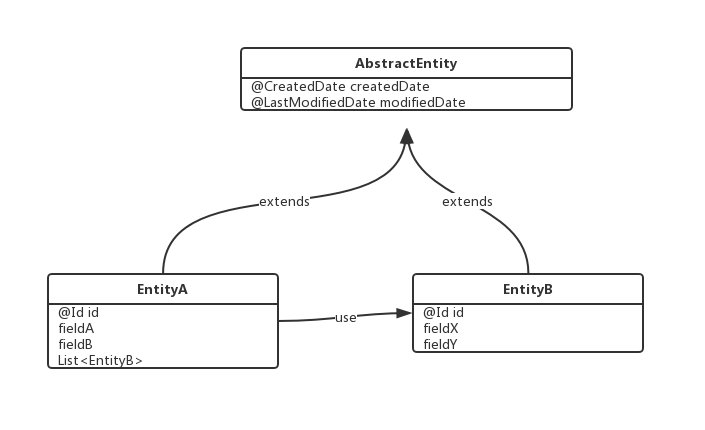 AbstractEntity
@CreatedDate createdDate
@LastModifiedDate modifiedDate
extends
extends
EntityA
@Id id
fieldA
fieldB
List<EntityB>
use
EntityB
@Id id
fieldX
fieldY